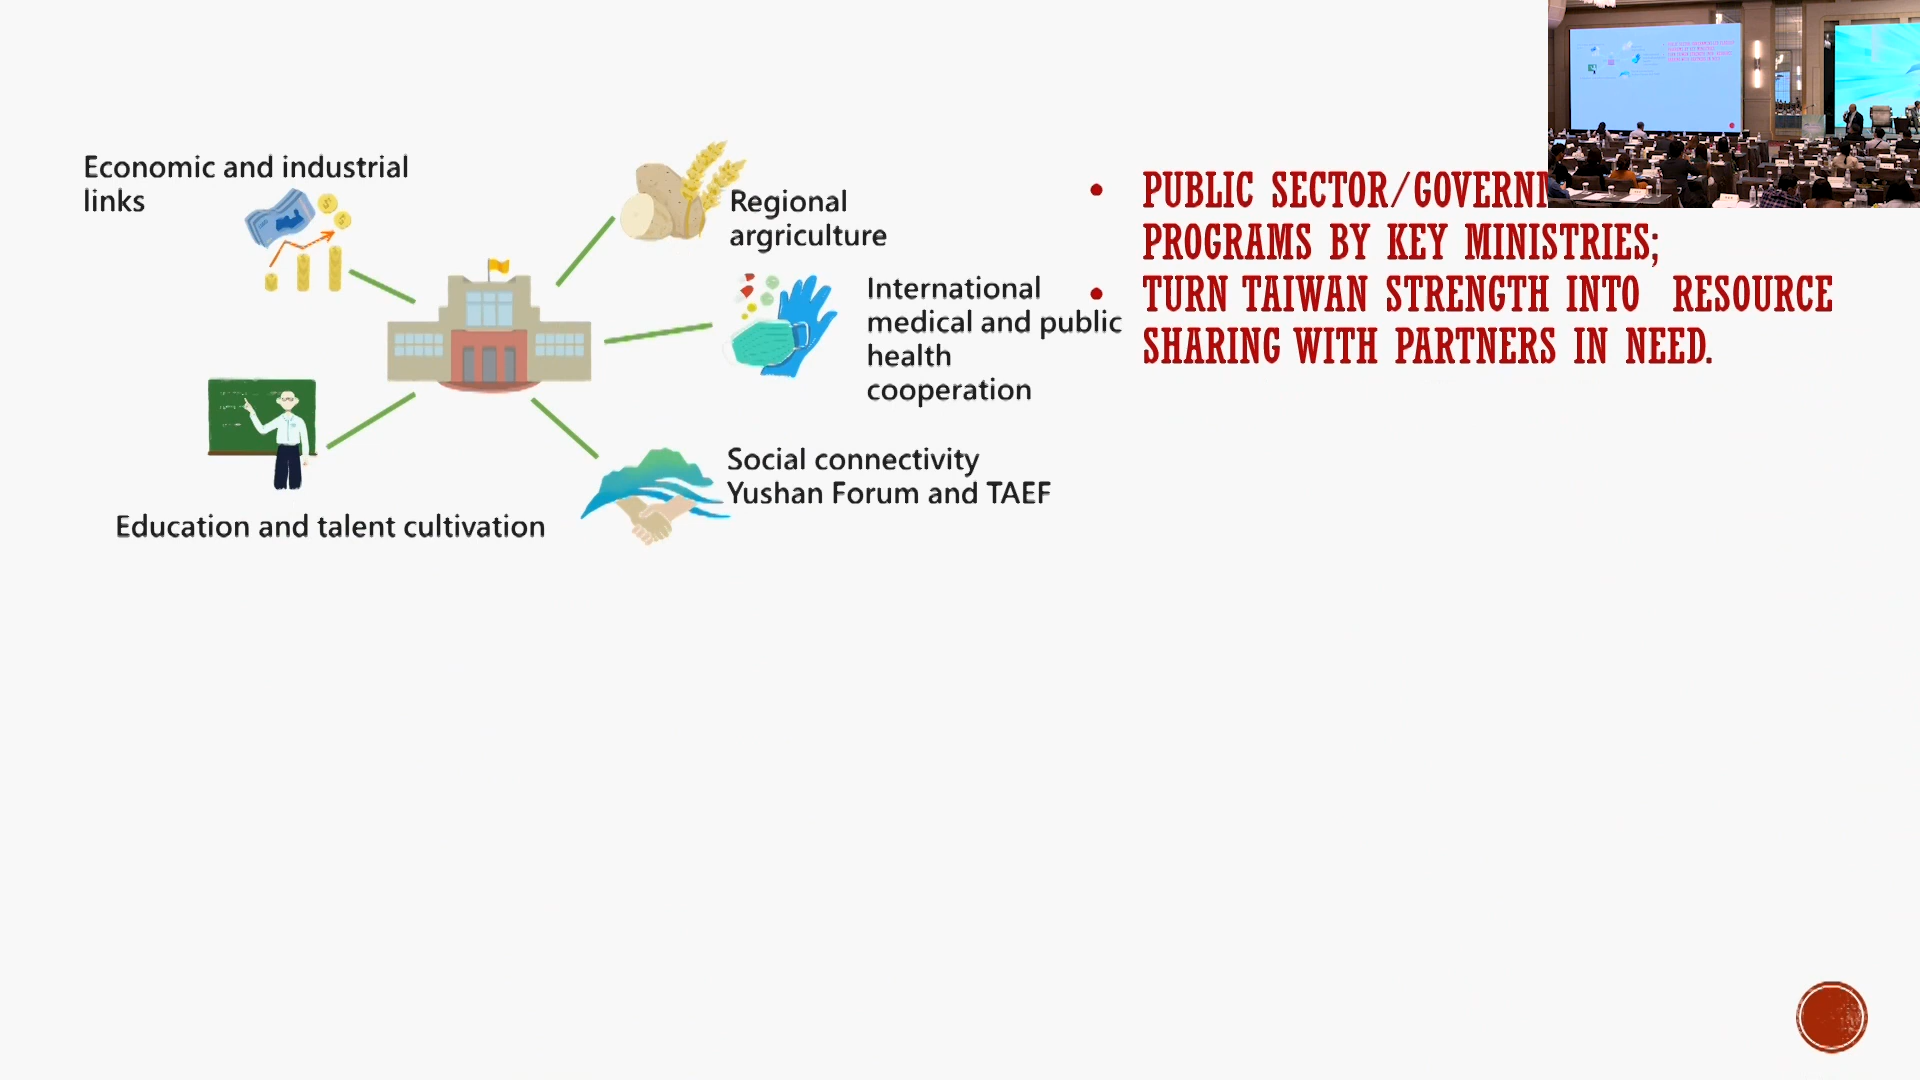 Economic and industrial
links
Regional
argriculture
International
medical and public
health
cooperation
Social connectivity
Yushan Forum and TAEF
Education and talent cultivation
• PUBLIC SECTOR/GOVERNM
PROGRAMS BY KEY MINISTRIES;
• TURN TAIWAN STRENGTH INTO RESOURCE
SHARING WITH PARTNERS IN NEED.